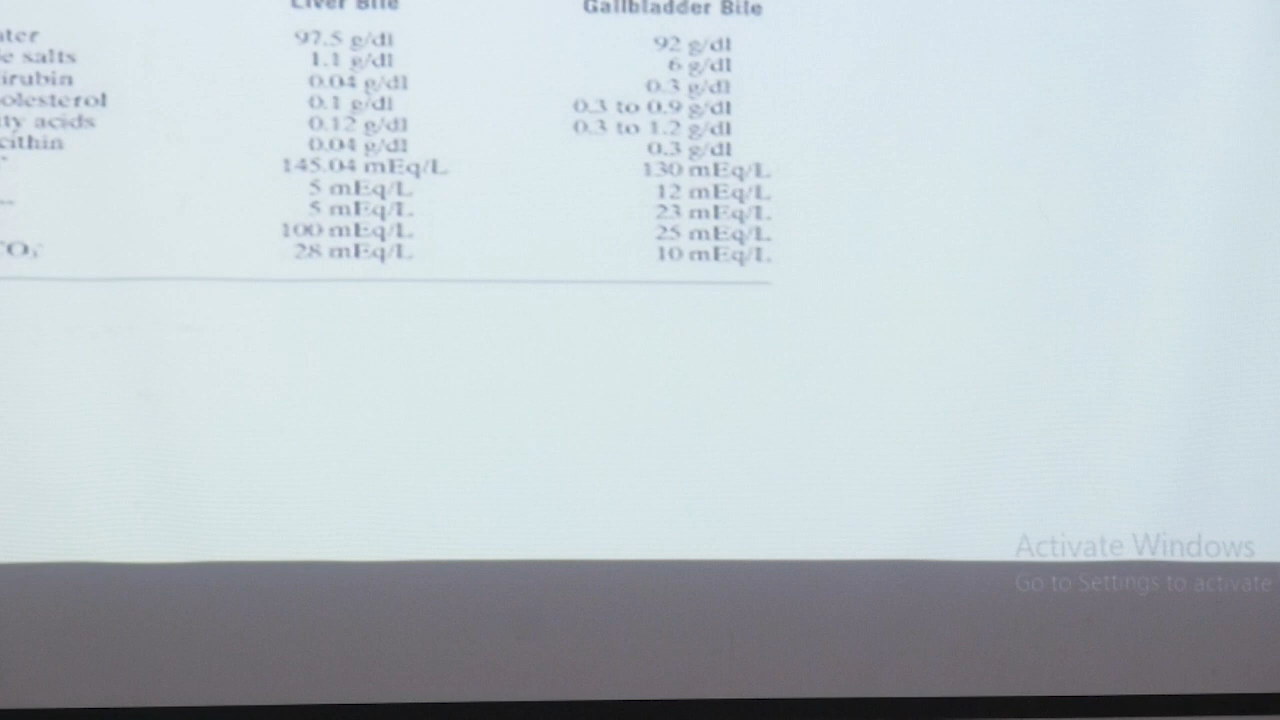 Liver Bile Gallbladder Bile
ater 97.5 g/dl 92 g/dl
e salts 1.1 g/dl 6 g/dl
irubin 0.04 g/dl 0.3 g/dl
olesterol 0.1 g/dl 0.3 to 0.9 g/dl
ty acids 0.12 g/dl 0.3 to 1.2 g/dl
cithin 0.04 g/dl 0.3 g/dl
145.04 mEq/L 130 mEq/L
5 mEq/L 12 mEq/L
5 mEq/L 23 mEq/L
100 mEq/L 25 mEq/L
CO₃⁻ 28 mEq/L 10 mEq/L
Activate Windows
Go to Settings to activate